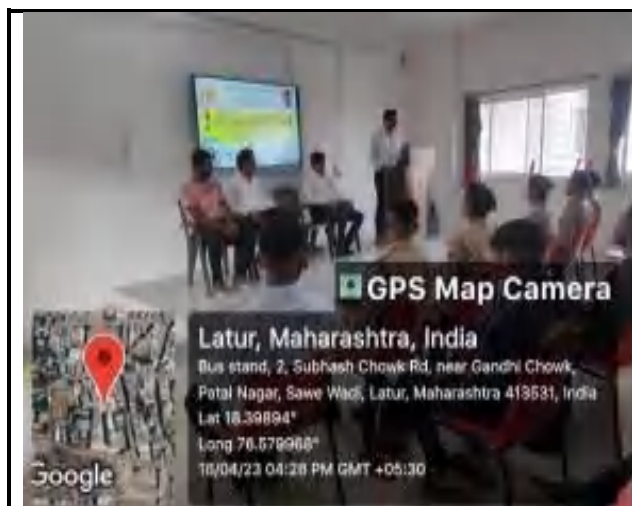 GPS Map Camera
Latur, Maharashtra, India
Bus stand, 2, Subhash Chowk Rd, near Gandhi Chowk,
Patal Nagar, Sawe Wadi, Latur, Maharashtra 413531, India
Lat 18.39894°
Long 76.579968°
16/04/23 04:28 PM GMT +05:30
Google